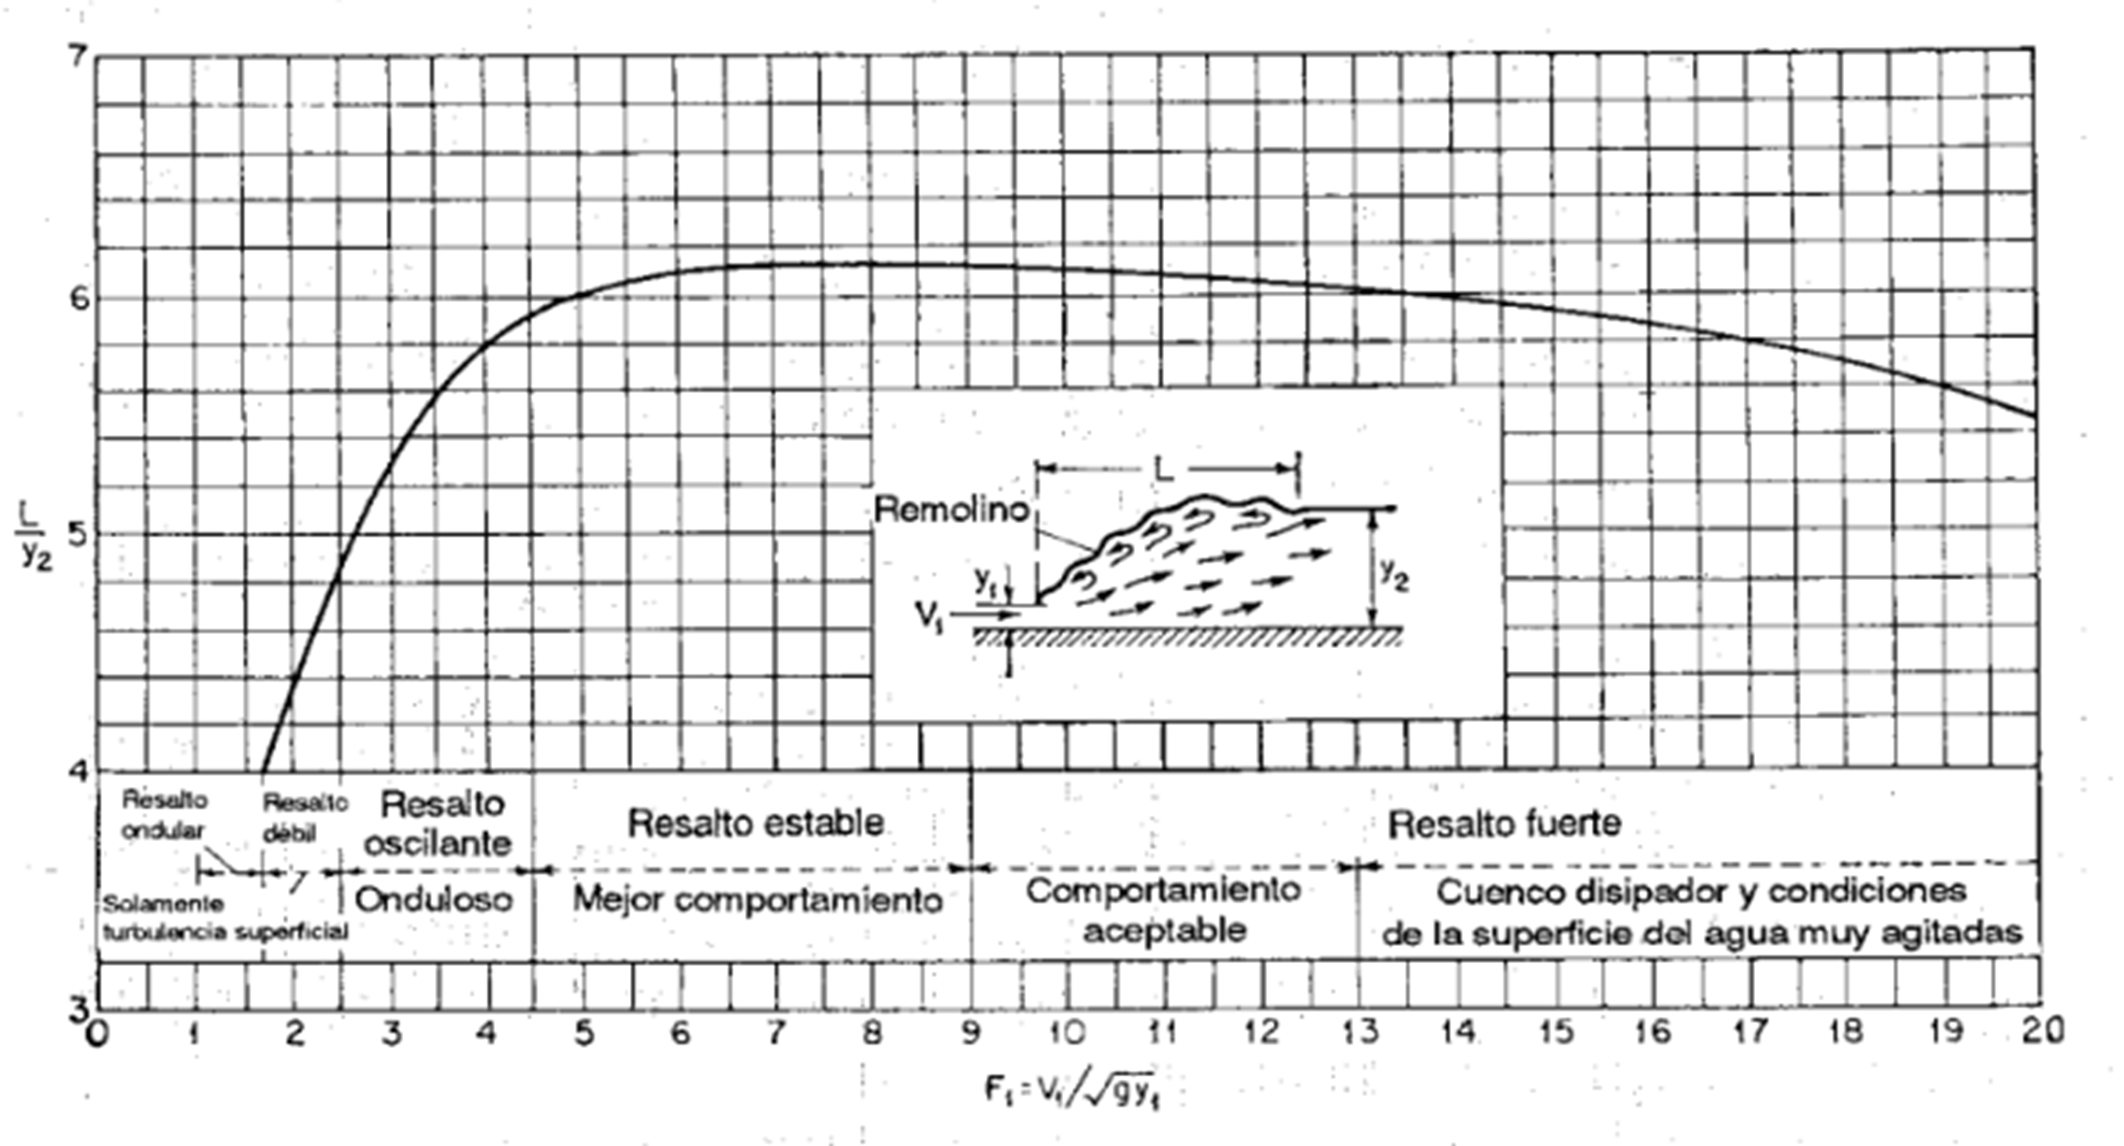 7
6
5
4
3
L
y2
L
Remolino
y1
V1
y2
Resalto
ondular
Resalto
débil
Resalto
oscilante
Resalto estable
Resalto fuerte
Solamente
turbulencia superficial
Onduloso
Mejor comportamiento
Comportamiento
aceptable
Cuenco disipador y condiciones
de la superficie del agua muy agitadas
0 1 2 3 4 5 6 7 8 9 10 11 12 13 14 15 16 17 18 19 20
F1 = V1/√gy1